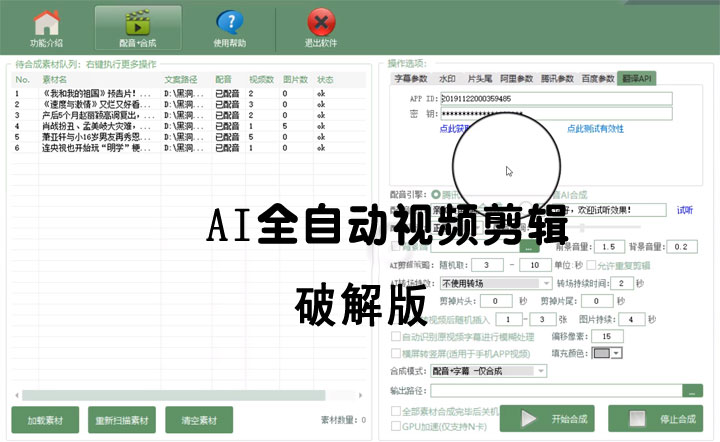 功能介绍 配音+合成 使用帮助 退出软件
待合成素材队列: 右键执行更多操作
No. 素材名 文案路径 配音 视频数 图片数 状态
1 《我和我的祖国》预告片!... D:\黑洞... 已配音 2 0 ok
2 《速度与激情》又烂又好看... D:\黑洞... 已配音 3 0 ok
3 产后5个月赵丽颖高调复出,... D:\黑洞... 已配音 2 0 ok
4 肖战扮丑、孟美岐大灾难,... D:\黑洞... 已配音 1 5 ok
5 萧亚轩与小16岁男友再秀恩... D:\黑洞... 已配音 5 0 ok
6 连央视也开始玩“明学”梗... D:\黑洞... 已配音 1 0 ok
加载素材 重新扫描素材 清空素材 素材数量: 0
操作选项:
字幕参数 水印 片头尾 阿里参数 腾讯参数 百度参数 翻译API
APP ID: 20191122000359485
密 钥: ********************
点此获 点此测试有效性
配音引擎: 腾讯 音AI合成
好, 欢迎试听效果! 试听
AI全自动视频剪辑
破解版
前景音量: 1.5 背景音量: 0.2
随机取: 3 - 10 单位:秒 允许重复剪辑
AI转场特效: 不使用转场 转场持续时间: 2 秒
剪掉片头: 0 秒 剪掉片尾: 0 秒
视频后随机插入 1 - 3 张 图片持续: 4 秒
自动识别原视频字幕进行模糊处理 偏移像素: 15
横屏转竖屏(适用于手机APP视频) 填充颜色:
合成模式: 配音+字幕 -仅合成
输出路径: ...
全部素材合成完毕后关机
GPU加速(仅支持N卡)
开始合成 停止合成